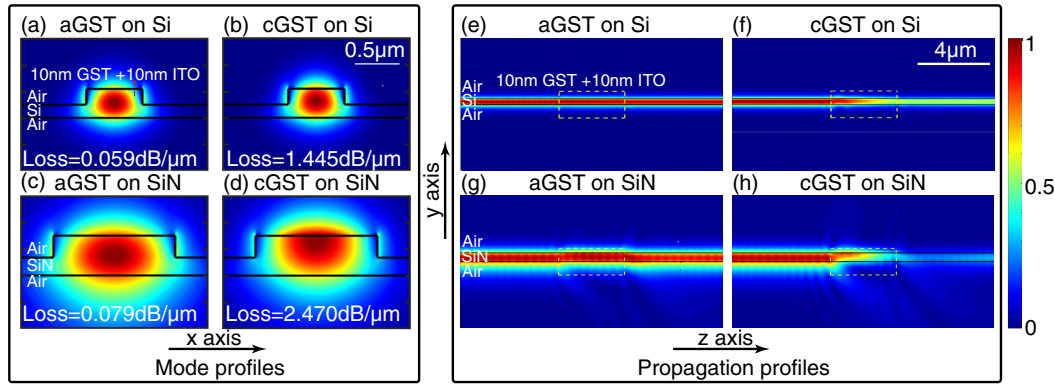 (a) aGST on Si
(b) cGST on Si
0.5μm
10nm GST +10nm ITO
Air
Si
Air
Loss=0.059dB/μm
Loss=1.445dB/μm
(c) aGST on SiN
(d) cGST on SiN
Air
SiN
Air
Loss=0.079dB/μm
Loss=2.470dB/μm
x axis
Mode profiles
y axis
(e) aGST on Si
(f) cGST on Si
4μm
10nm GST +10nm ITO
Air
Si
Air
(g) aGST on SiN
(h) cGST on SiN
Air
SiN
Air
z axis
Propagation profiles
1
0.5
0